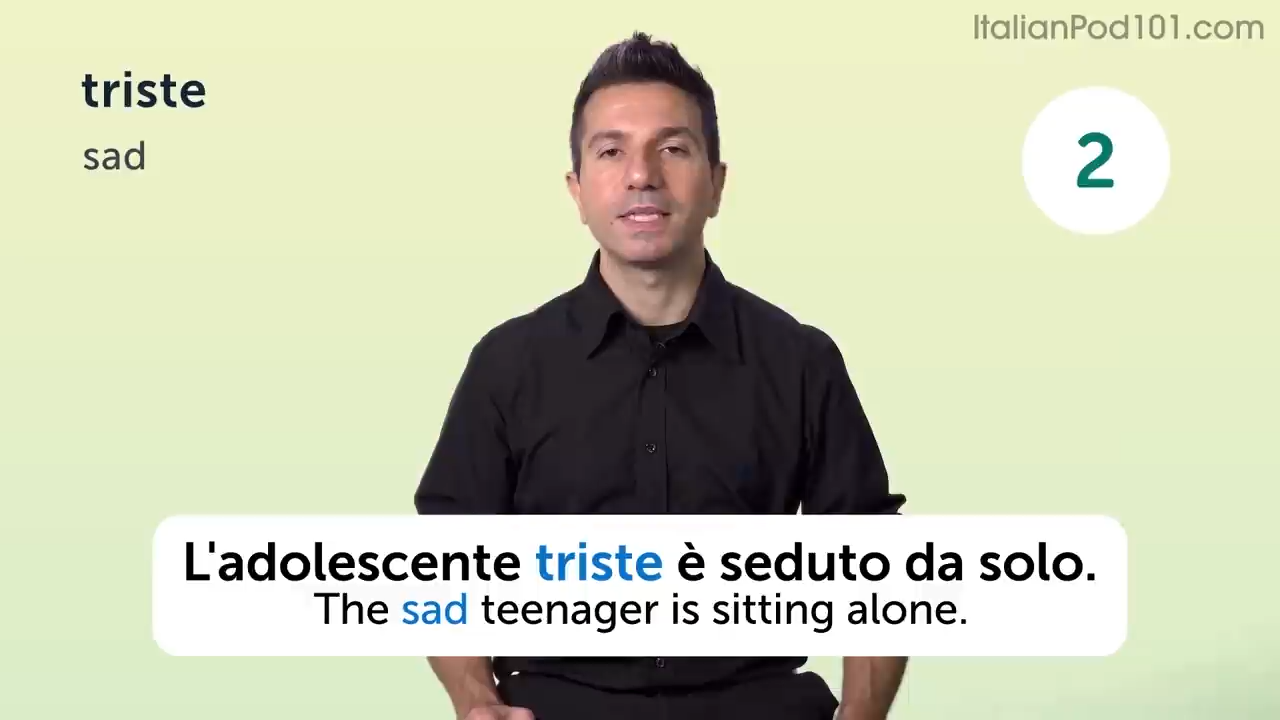 ItalianPod101.com
triste
sad
2
L'adolescente triste è seduto da solo.
The sad teenager is sitting alone.